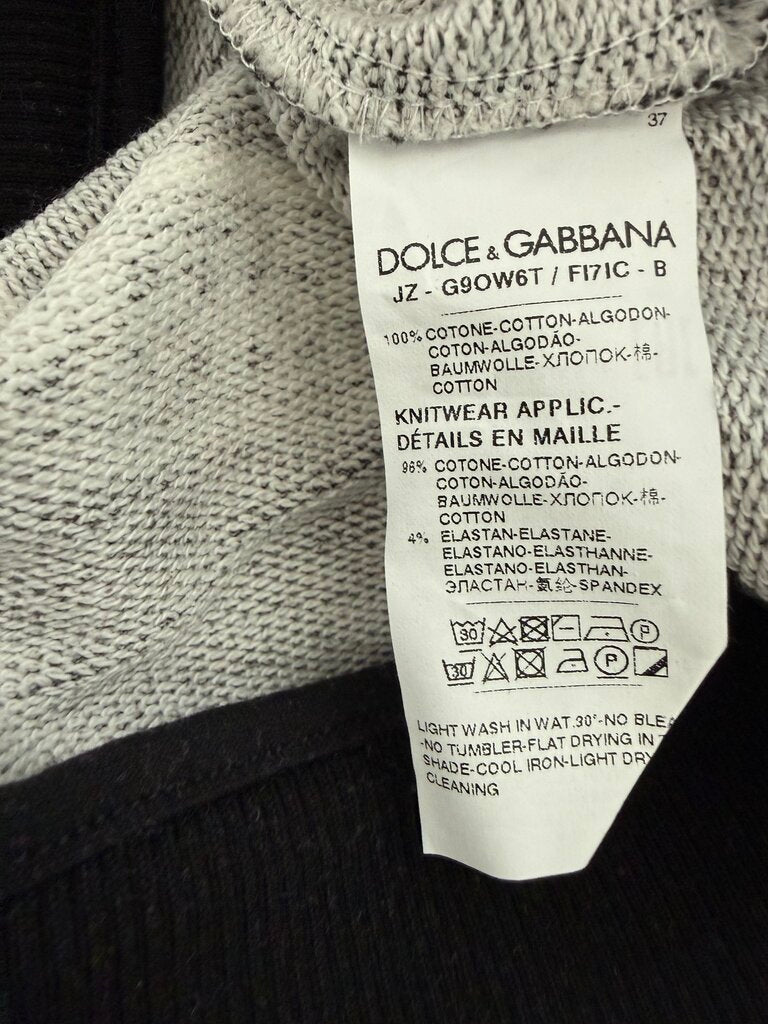 37
DOLCE & GABBANA
JZ - G9OW6T / FI7IC - B
100% COTONE-COTTON-ALGODON-
COTON-ALGODÃO-
BAUMWOLLE-ХЛОПОК-棉-
COTTON
KNITWEAR APPLIC.-
DÉTAILS EN MAILLE
96% COTONE-COTTON-ALGODON-
COTON-ALGODÃO-
BAUMWOLLE-ХЛОПОК-棉-
COTTON
4% ELASTAN-ELASTANE-
ELASTANO-ELASTHANNE-
ELASTANO-ELASTHAN-
ЭЛАСТАН-氨纶-SPANDEX
30 P
30 P
LIGHT WASH IN WAT.30°-NO BLEA
-NO TUMBLER-FLAT DRYING IN T
SHADE-COOL IRON-LIGHT DRY
CLEANING